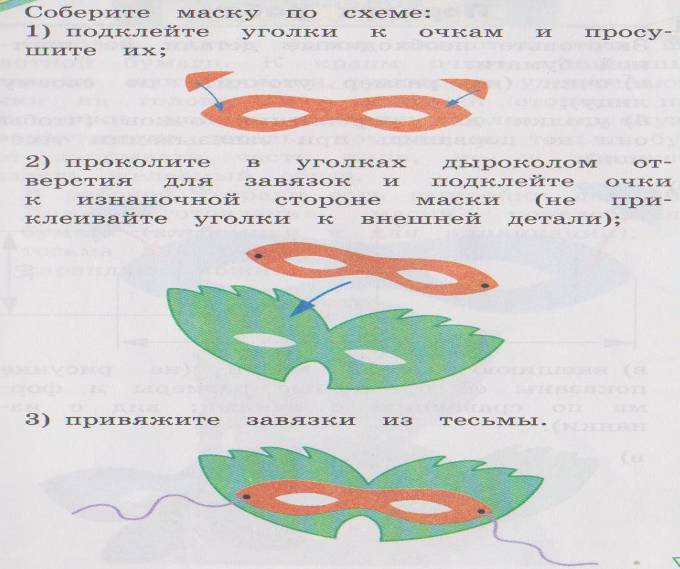 Соберите маску по схеме:
1) подклейте уголки к очкам и просу-
шите их;
2) проколите в уголках дыроколом от-
верстия для завязок и подклейте очки
к изнаночной стороне маски (не при-
клеивайте уголки к внешней детали);
3) привяжите завязки из тесьмы.